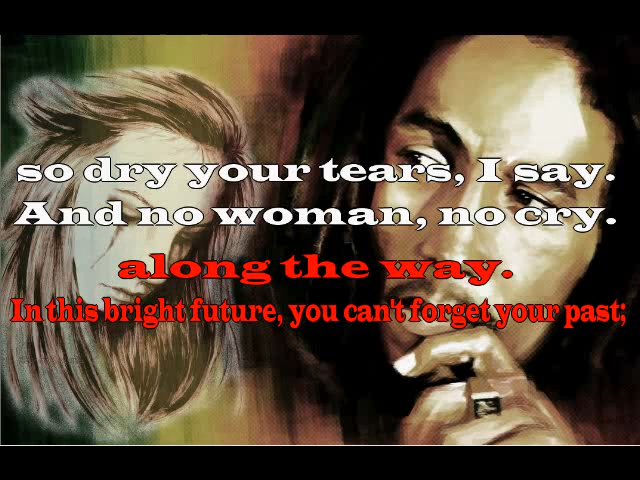 so dry your tears, I say.
And no woman, no cry.
along the way.
In this bright future, you can't forget your past;